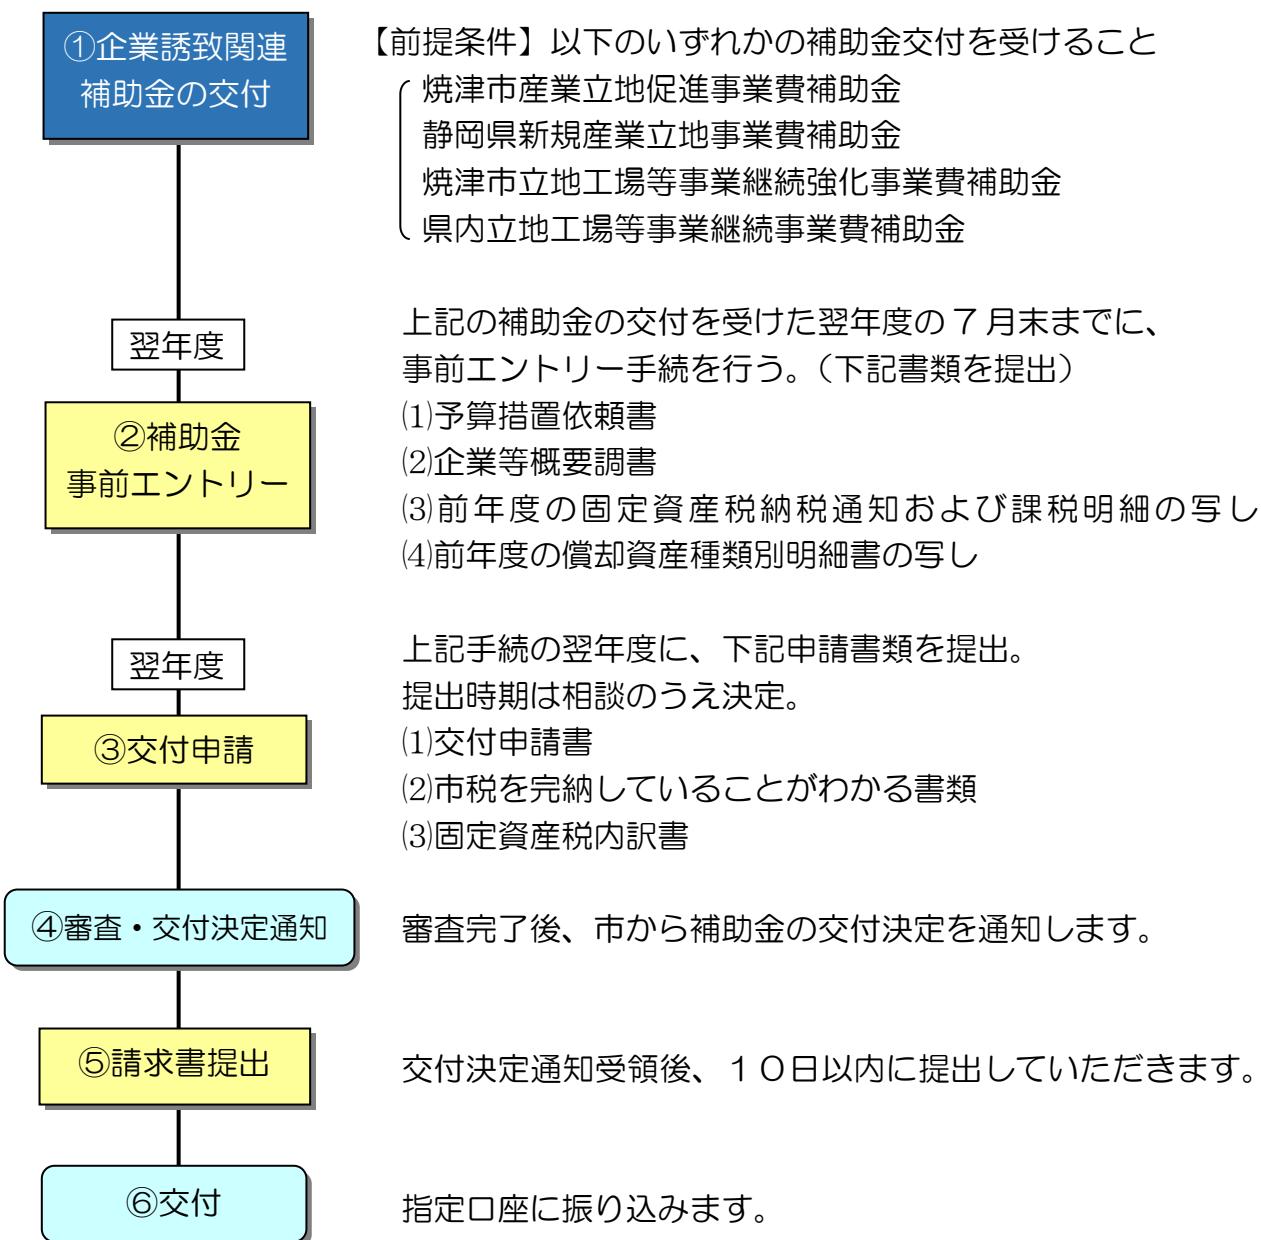 ①企業誘致関連
補助金の交付
【前提条件】以下のいずれかの補助金交付を受けること
焼津市産業立地促進事業費補助金
静岡県新規産業立地事業費補助金
焼津市立地工場等事業継続強化事業費補助金
県内立地工場等事業継続事業費補助金
翌年度
上記の補助金の交付を受けた翌年度の７月末までに、
事前エントリー手続を行う。（下記書類を提出）
⑴予算措置依頼書
⑵企業等概要調書
⑶前年度の固定資産税納税通知および課税明細の写し
⑷前年度の償却資産種類別明細書の写し
②補助金
事前エントリー
翌年度
上記手続の翌年度に、下記申請書類を提出。
提出時期は相談のうえ決定。
⑴交付申請書
⑵市税を完納していることがわかる書類
⑶固定資産税内訳書
③交付申請
④審査・交付決定通知
審査完了後、市から補助金の交付決定を通知します。
⑤請求書提出
交付決定通知受領後、１０日以内に提出していただきます。
⑥交付
指定口座に振り込みます。